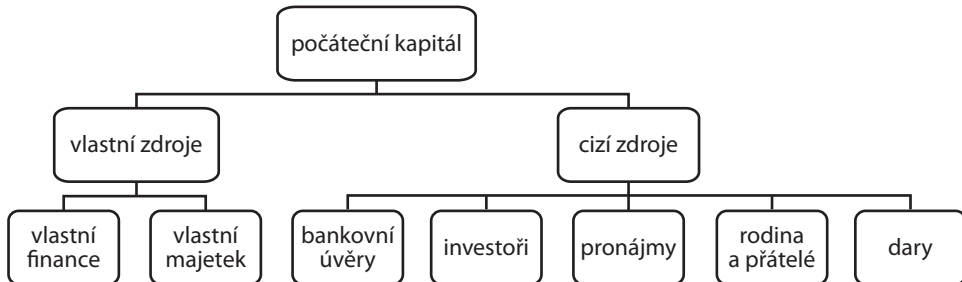 počáteční kapitál
vlastní zdroje
cizí zdroje
vlastní
finance
vlastní
majetek
bankovní
úvěry
investoři
pronájmy
rodina
a přátelé
dary